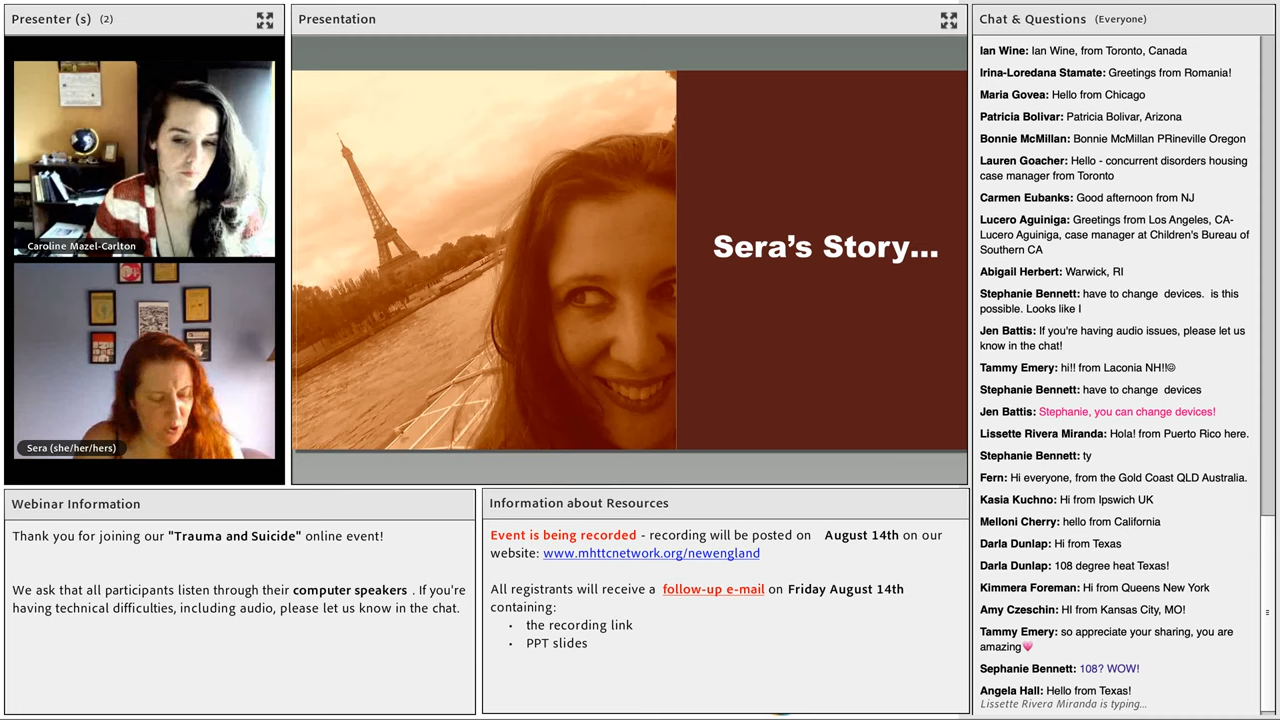 Presenter (s) (2)
Caroline Mazel-Carlton
Sera (she/her/hers)
Presentation
Sera's Story...
Webinar Information
Thank you for joining our "Trauma and Suicide" online event!
We ask that all participants listen through their computer speakers . If you're
having technical difficulties, including audio, please let us know in the chat.
Information about Resources
Event is being recorded - recording will be posted on August 14th on our
website: www.mhttcnetwork.org/newengland
All registrants will receive a follow-up e-mail on Friday August 14th
containing:
• the recording link
• PPT slides
Chat & Questions (Everyone)
Ian Wine: Ian Wine, from Toronto, Canada
Irina-Loredana Stamate: Greetings from Romania!
Maria Govea: Hello from Chicago
Patricia Bolivar: Patricia Bolivar, Arizona
Bonnie McMillan: Bonnie McMillan PRineville Oregon
Lauren Goacher: Hello - concurrent disorders housing
case manager from Toronto
Carmen Eubanks: Good afternoon from NJ
Lucero Aguiniga: Greetings from Los Angeles, CA-
Lucero Aguiniga, case manager at Children's Bureau of
Southern CA
Abigail Herbert: Warwick, RI
Stephanie Bennett: have to change devices. is this
possible. Looks like I
Jen Battis: If you're having audio issues, please let us
know in the chat!
Tammy Emery: hi!! from Laconia NH!!☺
Stephanie Bennett: have to change devices
Jen Battis: Stephanie, you can change devices!
Lissette Rivera Miranda: Hola! from Puerto Rico here.
Stephanie Bennett: ty
Fern: Hi everyone, from the Gold Coast QLD Australia.
Kasia Kuchno: Hi from Ipswich UK
Melloni Cherry: hello from California
Darla Dunlap: Hi from Texas
Darla Dunlap: 108 degree heat Texas!
Kimmera Foreman: Hi from Queens New York
Amy Czeschin: HI from Kansas City, MO!
Tammy Emery: so appreciate your sharing, you are
amazing💗
Sephanie Bennett: 108? WOW!
Angela Hall: Hello from Texas!
Lissette Rivera Miranda is typing...